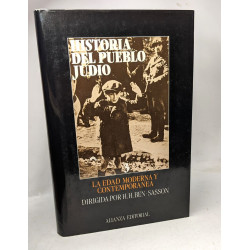 HISTORIA
DEL PUEBLO
JUDIO
LA EDAD MODERNA Y
CONTEMPORANEA
DIRIGIDA POR H.H. BEN-SASSON
ALIANZA EDITORIAL